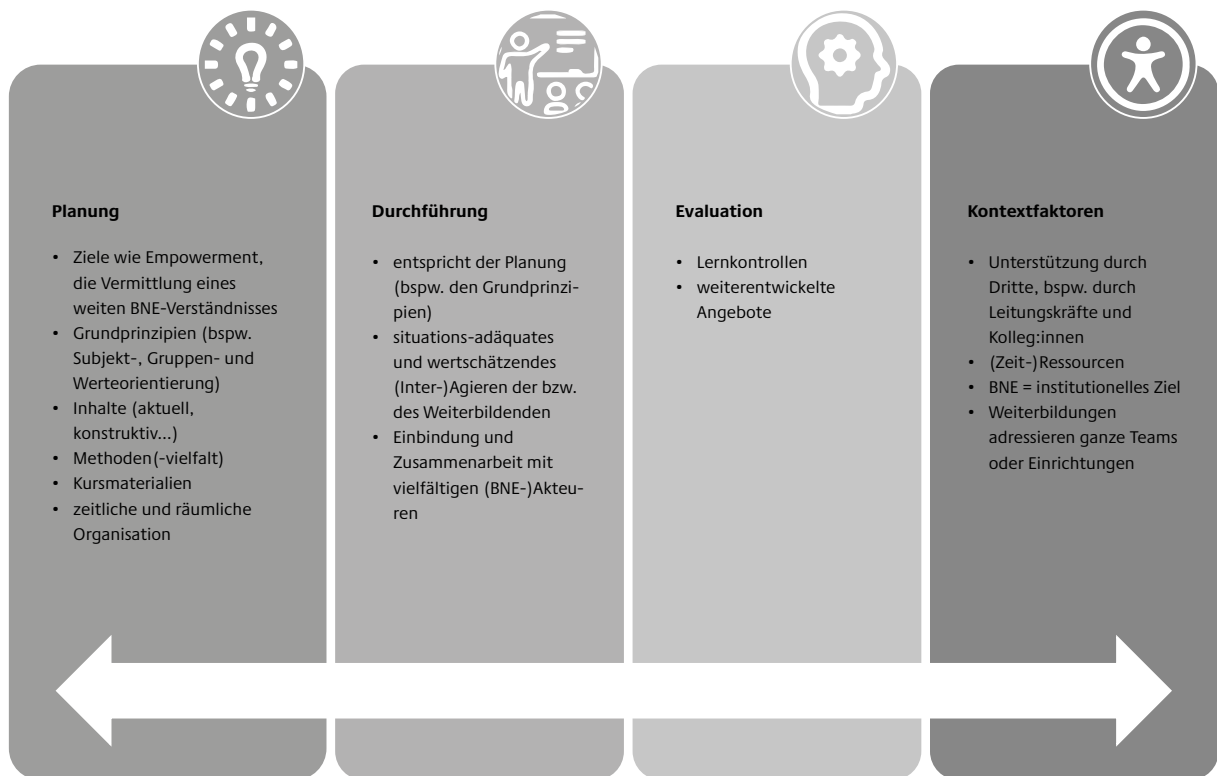 Planung
• Ziele wie Empowerment,
die Vermittlung eines
weiten BNE-Verständnisses
• Grundprinzipien (bspw.
Subjekt-, Gruppen- und
Werteorientierung)
• Inhalte (aktuell,
konstruktiv...)
• Methoden(-vielfalt)
• Kursmaterialien
• zeitliche und räumliche
Organisation
Durchführung
• entspricht der Planung
(bspw. den Grundprinzi-
pien)
• situations-adäquates
und wertschätzendes
(Inter-)Agieren der bzw.
des Weiterbildenden
• Einbindung und
Zusammenarbeit mit
vielfältigen (BNE-)Akteu-
ren
Evaluation
• Lernkontrollen
• weiterentwickelte
Angebote
Kontextfaktoren
• Unterstützung durch
Dritte, bspw. durch
Leitungskräfte und
Kolleg:innen
• (Zeit-)Ressourcen
• BNE = institutionelles Ziel
• Weiterbildungen
adressieren ganze Teams
oder Einrichtungen